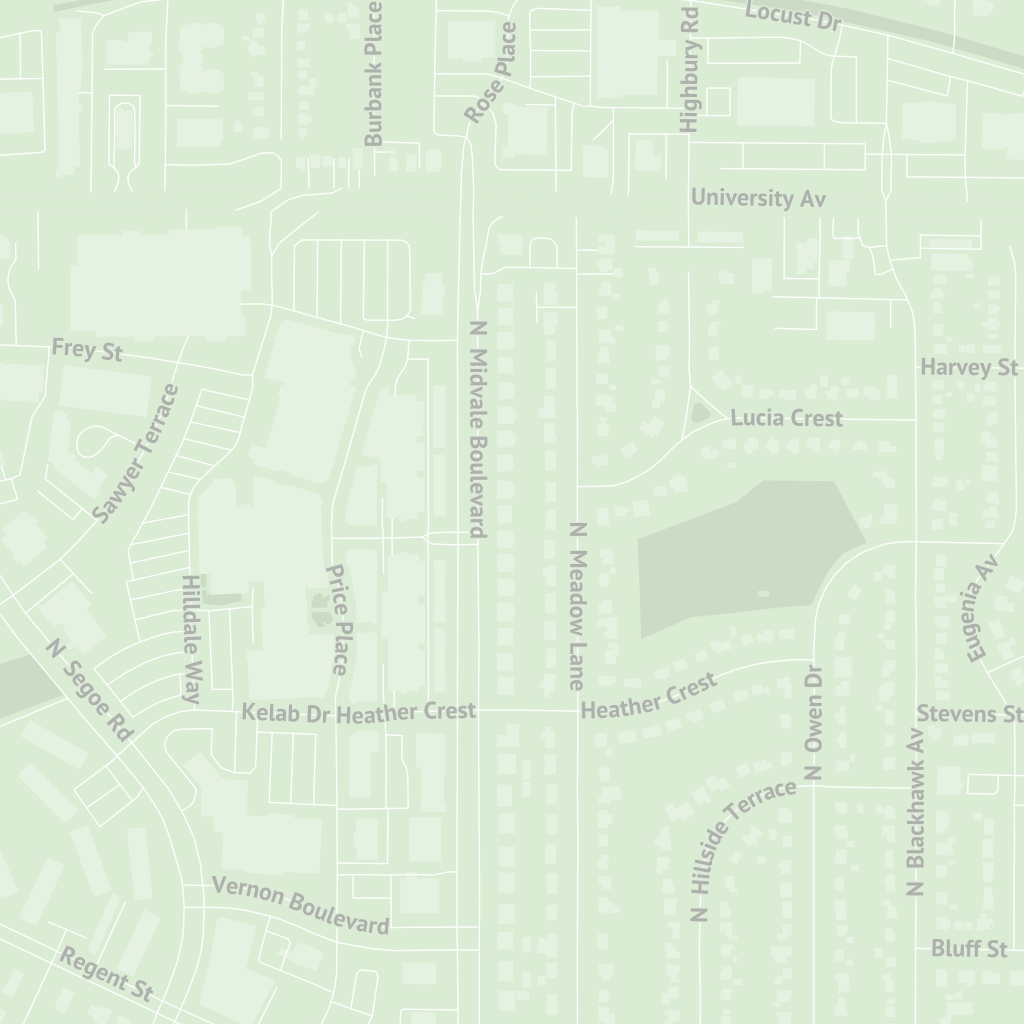 Locust Dr
Burbank Place
Rose Place
Highbury Rd
University Av
Frey St
Harvey St
Lucia Crest
Sawyer Terrace
N Midvale Boulevard
N Meadow Lane
Hilldale Way
Price Place
Eugenia Av
N Segoe Rd
Kelab Dr
Heather Crest
Heather Crest
N Owen Dr
Stevens St
N Blackhawk Av
N Hillside Terrace
Vernon Boulevard
Regent St
Bluff St